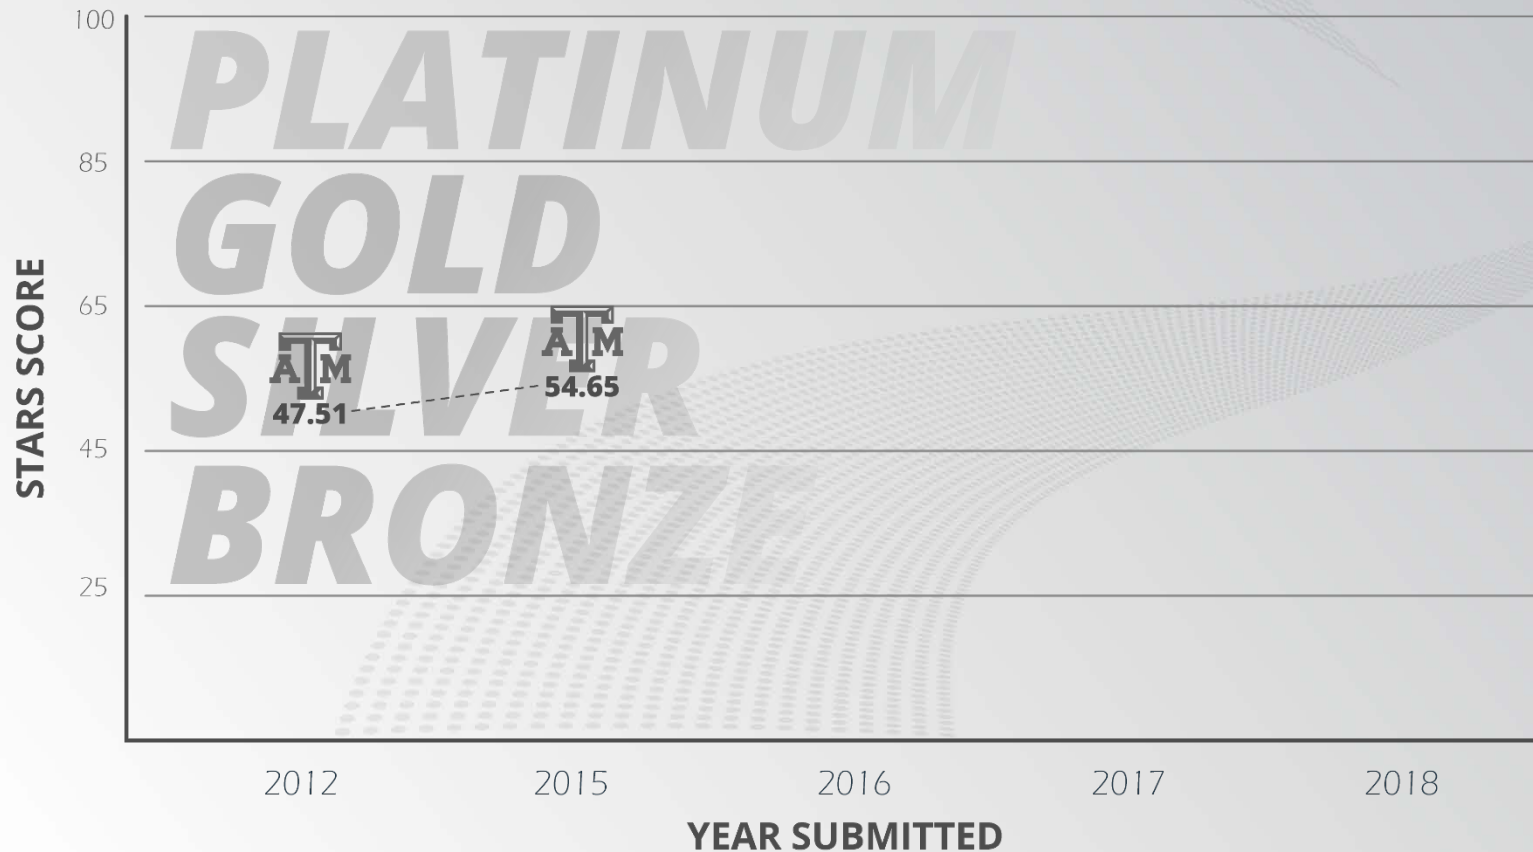 100
PLATINUM
85
GOLD
65
SILVER
ATM 47.51
ATM 54.65
45
BRONZE
25
STARS SCORE
2012 2015 2016 2017 2018
YEAR SUBMITTED